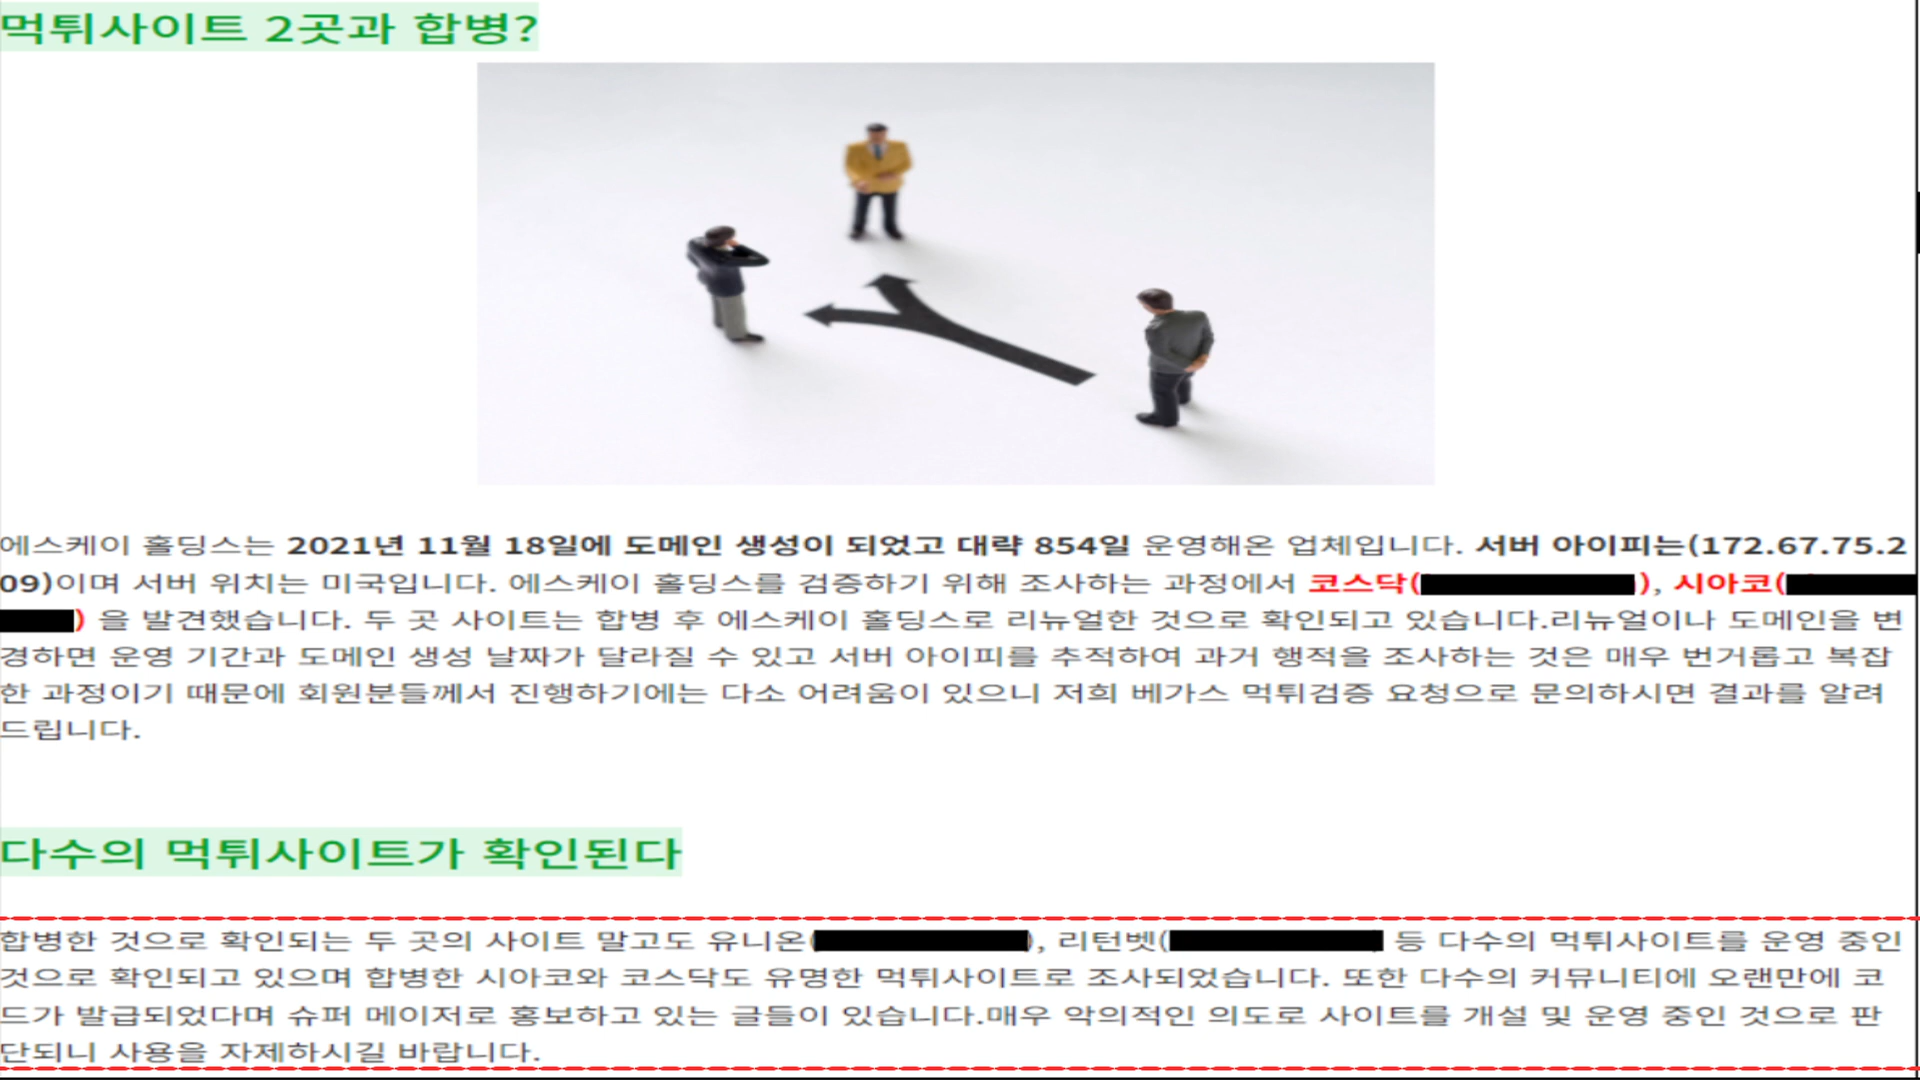 먹튀사이트 2곳과 합병?
에스케이 홀딩스는 2021년 11월 18일에 도메인 생성이 되었고 대략 854일 운영해온 업체입니다. 서버 아이피는(172.67.75.2
09)이며 서버 위치는 미국입니다. 에스케이 홀딩스를 검증하기 위해 조사하는 과정에서 코스닥( ), 시아코(
) 을 발견했습니다. 두 곳 사이트는 합병 후 에스케이 홀딩스로 리뉴얼한 것으로 확인되고 있습니다.리뉴얼이나 도메인을 변
경하면 운영 기간과 도메인 생성 날짜가 달라질 수 있고 서버 아이피를 추적하여 과거 행적을 조사하는 것은 매우 번거롭고 복잡
한 과정이기 때문에 회원분들께서 진행하기에는 다소 어려움이 있으니 저희 베가스 먹튀검증 요청으로 문의하시면 결과를 알려
드립니다.
다수의 먹튀사이트가 확인된다
합병한 것으로 확인되는 두 곳의 사이트 말고도 유니온( ), 리턴벳( 등 다수의 먹튀사이트를 운영 중인
것으로 확인되고 있으며 합병한 시아코와 코스닥도 유명한 먹튀사이트로 조사되었습니다. 또한 다수의 커뮤니티에 오랜만에 코
드가 발급되었다며 슈퍼 메이저로 홍보하고 있는 글들이 있습니다.매우 악의적인 의도로 사이트를 개설 및 운영 중인 것으로 판
단되니 사용을 자제하시길 바랍니다.